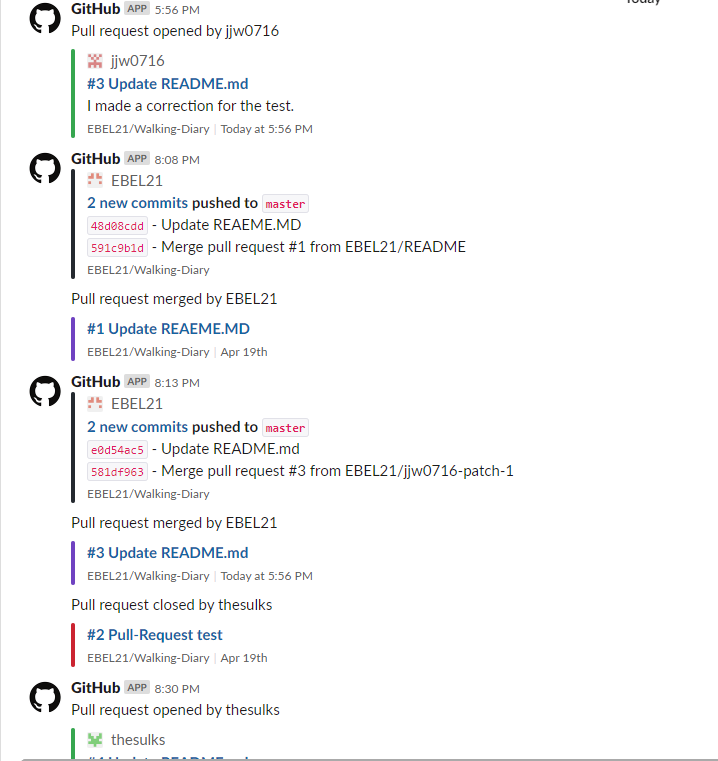 Today
GitHub APP 5:56 PM
Pull request opened by jjw0716
jjw0716
#3 Update README.md
I made a correction for the test.
EBEL21/Walking-Diary | Today at 5:56 PM
GitHub APP 8:08 PM
EBEL21
2 new commits pushed to master
48d08cdd - Update REAEME.MD
591c9b1d - Merge pull request #1 from EBEL21/README
EBEL21/Walking-Diary
Pull request merged by EBEL21
#1 Update REAEME.MD
EBEL21/Walking-Diary | Apr 19th
GitHub APP 8:13 PM
EBEL21
2 new commits pushed to master
e0d54ac5 - Update README.md
581df963 - Merge pull request #3 from EBEL21/jjw0716-patch-1
EBEL21/Walking-Diary
Pull request merged by EBEL21
#3 Update README.md
EBEL21/Walking-Diary | Today at 5:56 PM
Pull request closed by thesulks
#2 Pull-Request test
EBEL21/Walking-Diary | Apr 19th
GitHub APP 8:30 PM
Pull request opened by thesulks
thesulks